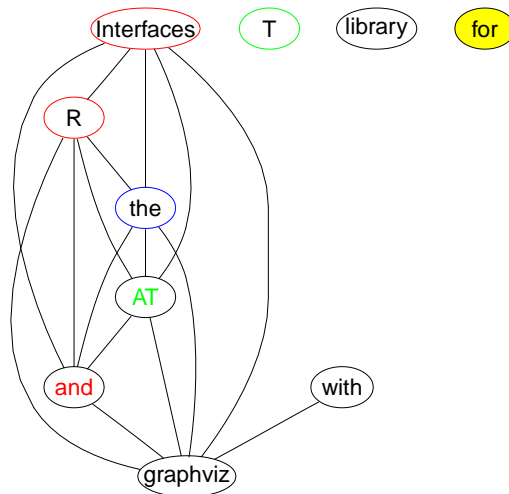 Interfaces T library for
R
the
AT
and with
graphviz